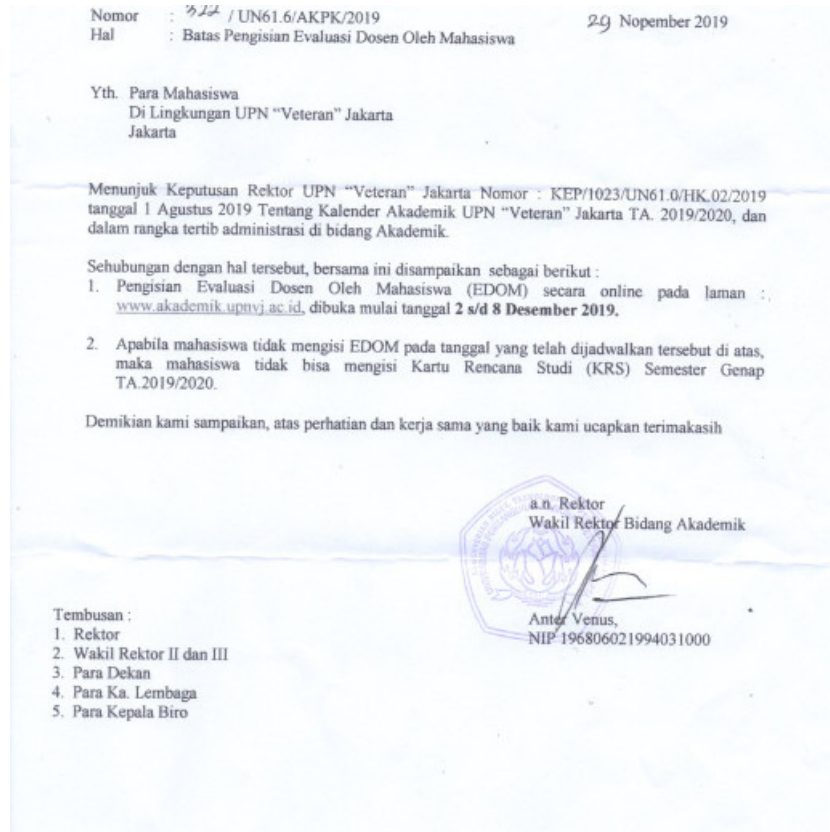 Nomor : 322 / UN61.6/AKPK/2019 29 Nopember 2019
Hal : Batas Pengisian Evaluasi Dosen Oleh Mahasiswa
Yth. Para Mahasiswa
Di Lingkungan UPN “Veteran” Jakarta
Jakarta
Menunjuk Keputusan Rektor UPN “Veteran” Jakarta Nomor : KEP/1023/UN61.0/HK.02/2019
tanggal 1 Agustus 2019 Tentang Kalender Akademik UPN “Veteran” Jakarta TA. 2019/2020, dan
dalam rangka tertib administrasi di bidang Akademik.
Sehubungan dengan hal tersebut, bersama ini disampaikan sebagai berikut :
1. Pengisian Evaluasi Dosen Oleh Mahasiswa (EDOM) secara online pada laman :
www.akademik.upnvj.ac.id, dibuka mulai tanggal 2 s/d 8 Desember 2019.
2. Apabila mahasiswa tidak mengisi EDOM pada tanggal yang telah dijadwalkan tersebut di atas,
maka mahasiswa tidak bisa mengisi Kartu Rencana Studi (KRS) Semester Genap
TA.2019/2020.
Demikian kami sampaikan, atas perhatian dan kerja sama yang baik kami ucapkan terimakasih
a.n. Rektor
Wakil Rektor Bidang Akademik
Anter Venus,
NIP 196806021994031000
Tembusan :
1. Rektor
2. Wakil Rektor II dan III
3. Para Dekan
4. Para Ka. Lembaga
5. Para Kepala Biro